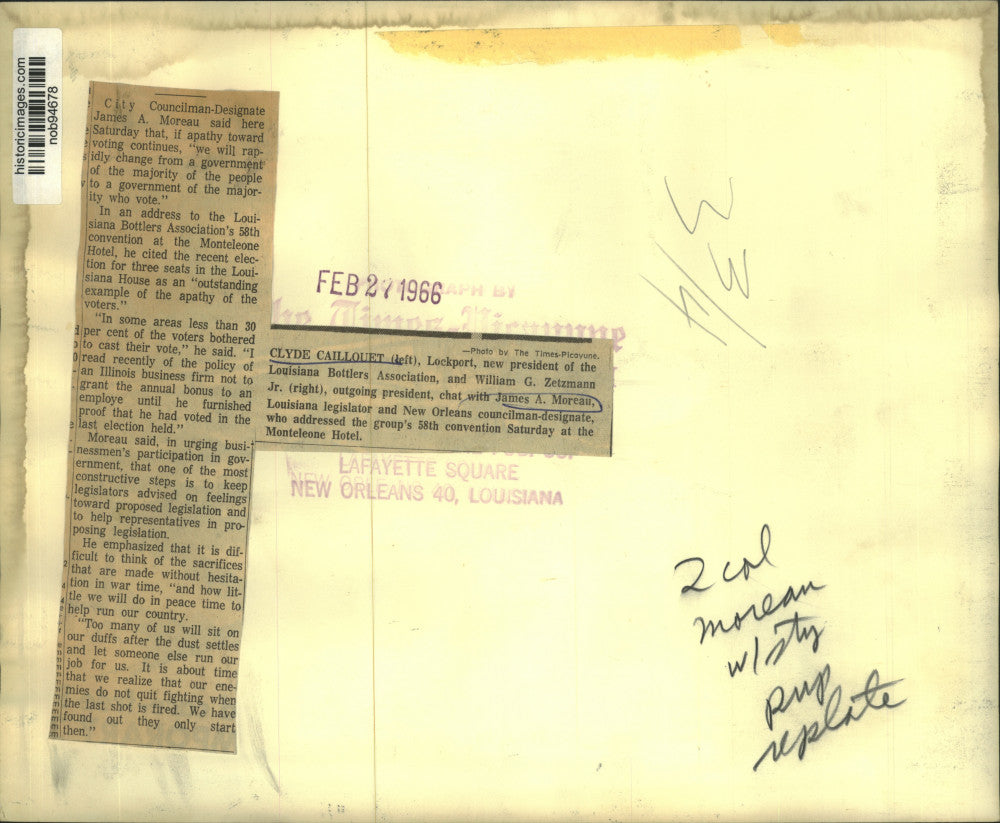 historicimages.com
nob94678
City Councilman-Designate
James A. Moreau said here
Saturday that, if apathy toward
voting continues, "we will rap-
idly change from a government
of the majority of the people
to a government of the major-
ity who vote."
In an address to the Loui-
siana Bottlers Association's 58th
convention at the Monteleone
Hotel, he cited the recent elec-
tion for three seats in the Loui-
siana House as an "outstanding
example of the apathy of the
voters."
"In some areas less than 30
per cent of the voters bothered
to cast their vote," he said. "I
read recently of the policy of
an Illinois business firm not to
grant the annual bonus to an
employe until he furnished
proof that he had voted in the
last election held."
Moreau said, in urging busi-
nessmen's participation in gov-
ernment, that one of the most
constructive steps is to keep
legislators advised on feelings
toward proposed legislation and
to help representatives in pro-
posing legislation.
He emphasized that it is dif-
ficult to think of the sacrifices
that are made without hesita-
tion in war time, "and how lit-
tle we will do in peace time to
help run our country.
"Too many of us will sit on
our duffs after the dust settles
and let someone else run our
job for us. It is about time
that we realize that our ene-
mies do not quit fighting when
the last shot is fired. We have
found out they only start
then."
FEB 27 1966
BY
Times-Picayune
—Photo by The Times-Picayune.
CLYDE CAILLOUET (left), Lockport, new president of the
Louisiana Bottlers Association, and William G. Zetzmann
Jr. (right), outgoing president, chat with James A. Moreau,
Louisiana legislator and New Orleans councilman-designate,
who addressed the group's 58th convention Saturday at the
Monteleone Hotel.
LAFAYETTE SQUARE
NEW ORLEANS 40, LOUISIANA
2 col
moreau
w/sty
pup
replate